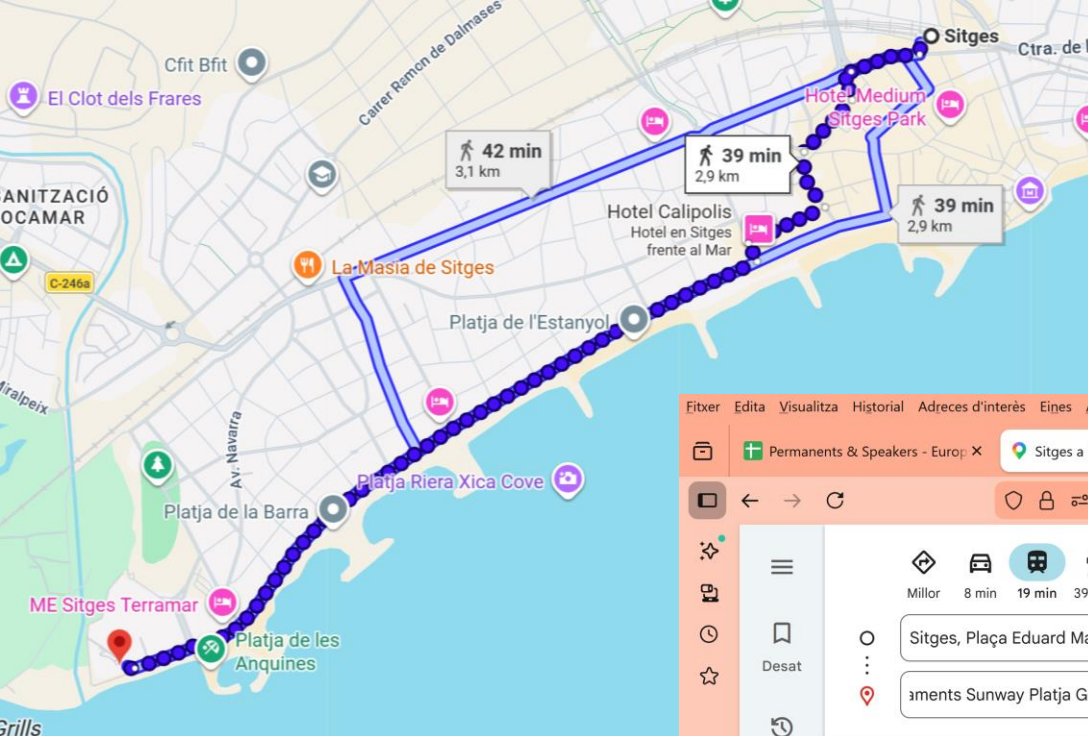 Sitges
Ctra. de
Carrer Ramon de Dalmases
Cfit Bfit
El Clot dels Frares
Hotel Medium
Sitges Park
42 min
3,1 km
39 min
2,9 km
39 min
2,9 km
Hotel Calipolis
Hotel en Sitges
frente al Mar
La Masia de Sitges
C-246a
Platja de l'Estanyol
Av. Navarra
Platja Riera Xica Cove
Platja de la Barra
ME Sitges Terramar
Platja de les
Anquines
Grills
Fitxer Edita Visualitza Historial Adreces d'interès Eines
Permanents & Speakers - Europ
Sitges a
Millor 8 min 19 min 39
Sitges, Plaça Eduard Ma
Desat
aments Sunway Platja G